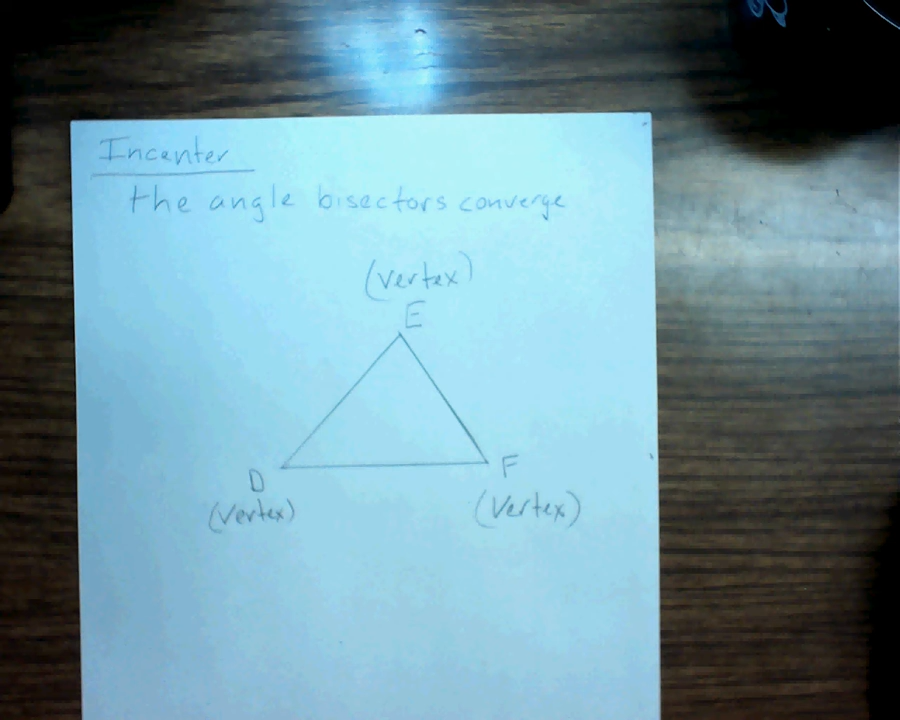 Incenter
the angle bisectors converge
(vertex)
E
D
F
(vertex)
(vertex)